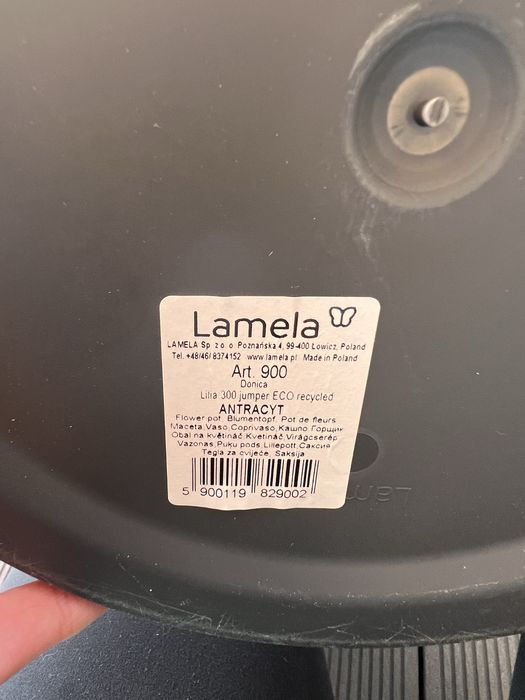 Lamela
LAMELA Sp. z o. o. Poznańska 4, 99-400 Łowicz, Poland
Tel. +48/46/ 8374152 www.lamela.pl Made in Poland
Art. 900
Donica
Lilia 300 jumper ECO recycled
ANTRACYT
Flower pot, Blumentopf, Pot de fleurs
Maceta,Vaso,Coprivaso,Кашпо,Горщик
Obal na květináč,Kvetináč,Virágcserép
Vazonas,Puķu pods,Lillepott,Саксия
Tegla za cvijeće, Saksija
5 900119 829002
Lam